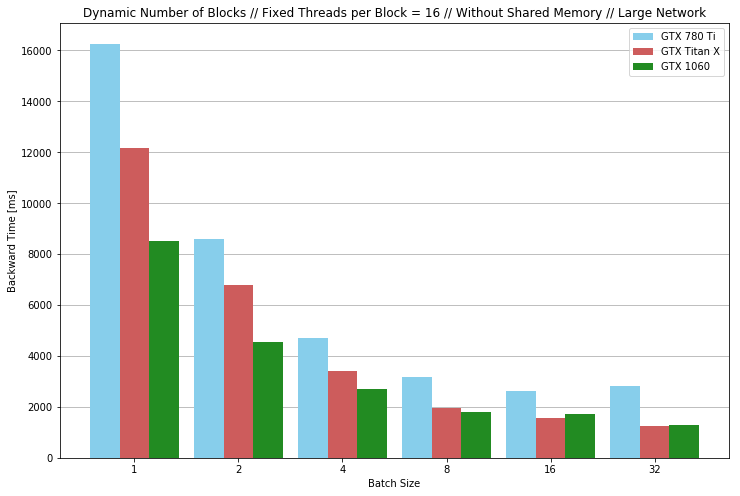 Dynamic Number of Blocks // Fixed Threads per Block = 16 // Without Shared Memory // Large Network
GTX 780 Ti
GTX Titan X
GTX 1060
Backward Time [ms]
16000
14000
12000
10000
8000
6000
4000
2000
0
1 2 4 8 16 32
Batch Size